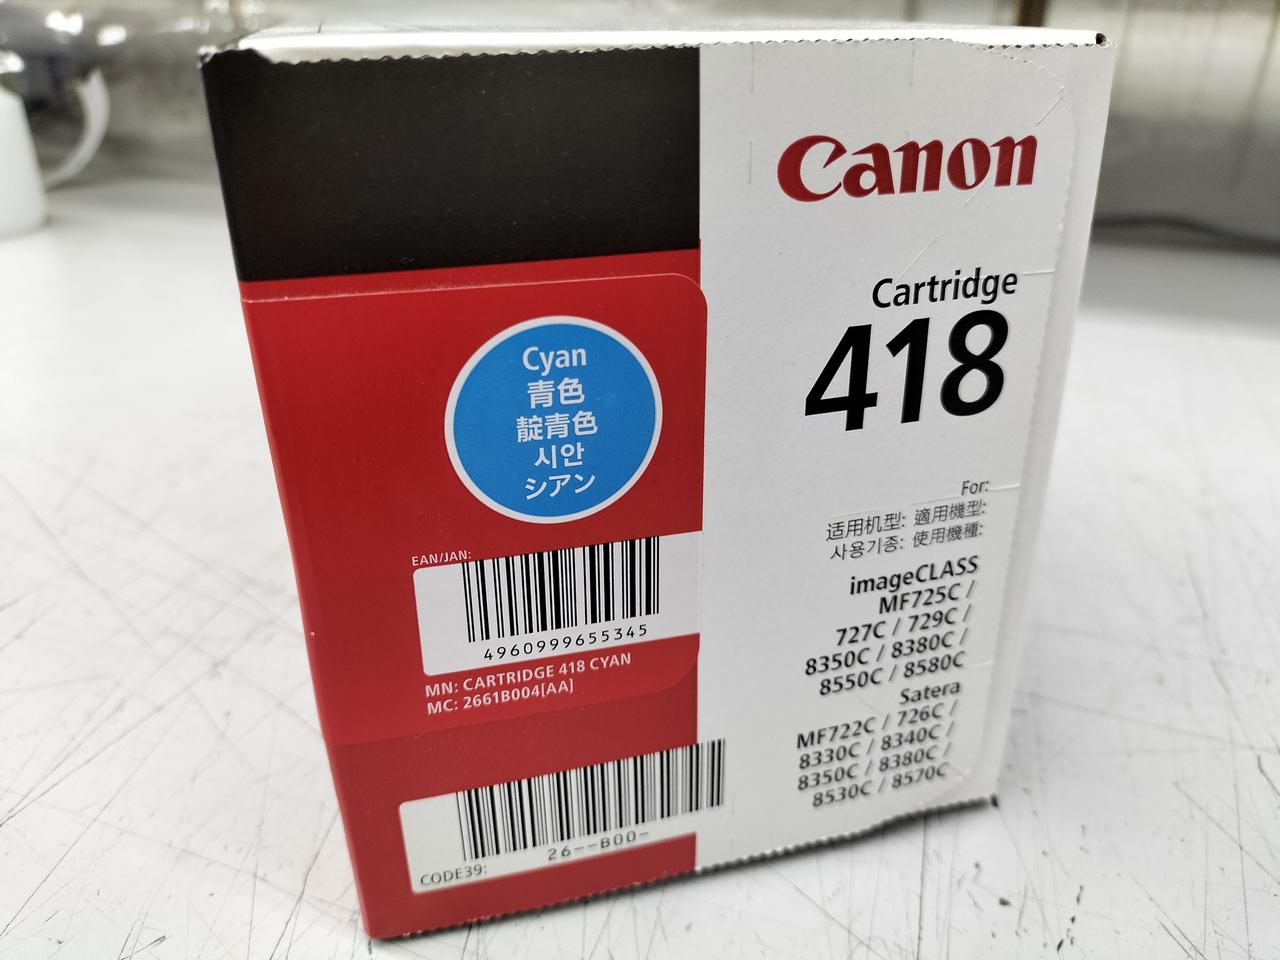 Canon
Cartridge
418
Cyan
青色
靛青色
시안
シアン
For:
适用机型: 適用機型:
사용기종: 使用機種:
imageCLASS
MF725C /
727C / 729C /
8350C / 8380C /
8550C / 8580C
Satera
MF722C / 726C /
8330C / 8340C /
8350C / 8380C /
8530C / 8570C
EAN/JAN:
4960999655345
MN: CARTRIDGE 418 CYAN
MC: 2661B004[AA]
26--B00-
CODE39: